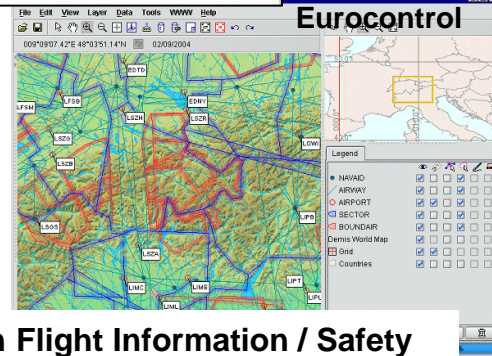 Eurocontrol
File Edit View Layer Data Tools WWW Help
009°09'07.42"E 48°03'51.14"N 02/09/2004
EDTD
LFSB
LFSM
EDNY
LSZH
LSZR
LSZG
LSZB
LOWI
LSGS
LIPB
LSZA
LIMC
LIME
LIPT
LIML
LIPU
Legend
NAVAID
AIRWAY
AIRPORT
SECTOR
BOUNDAIR
Demis World Map
Grid
Countries
Flight Information / Safety